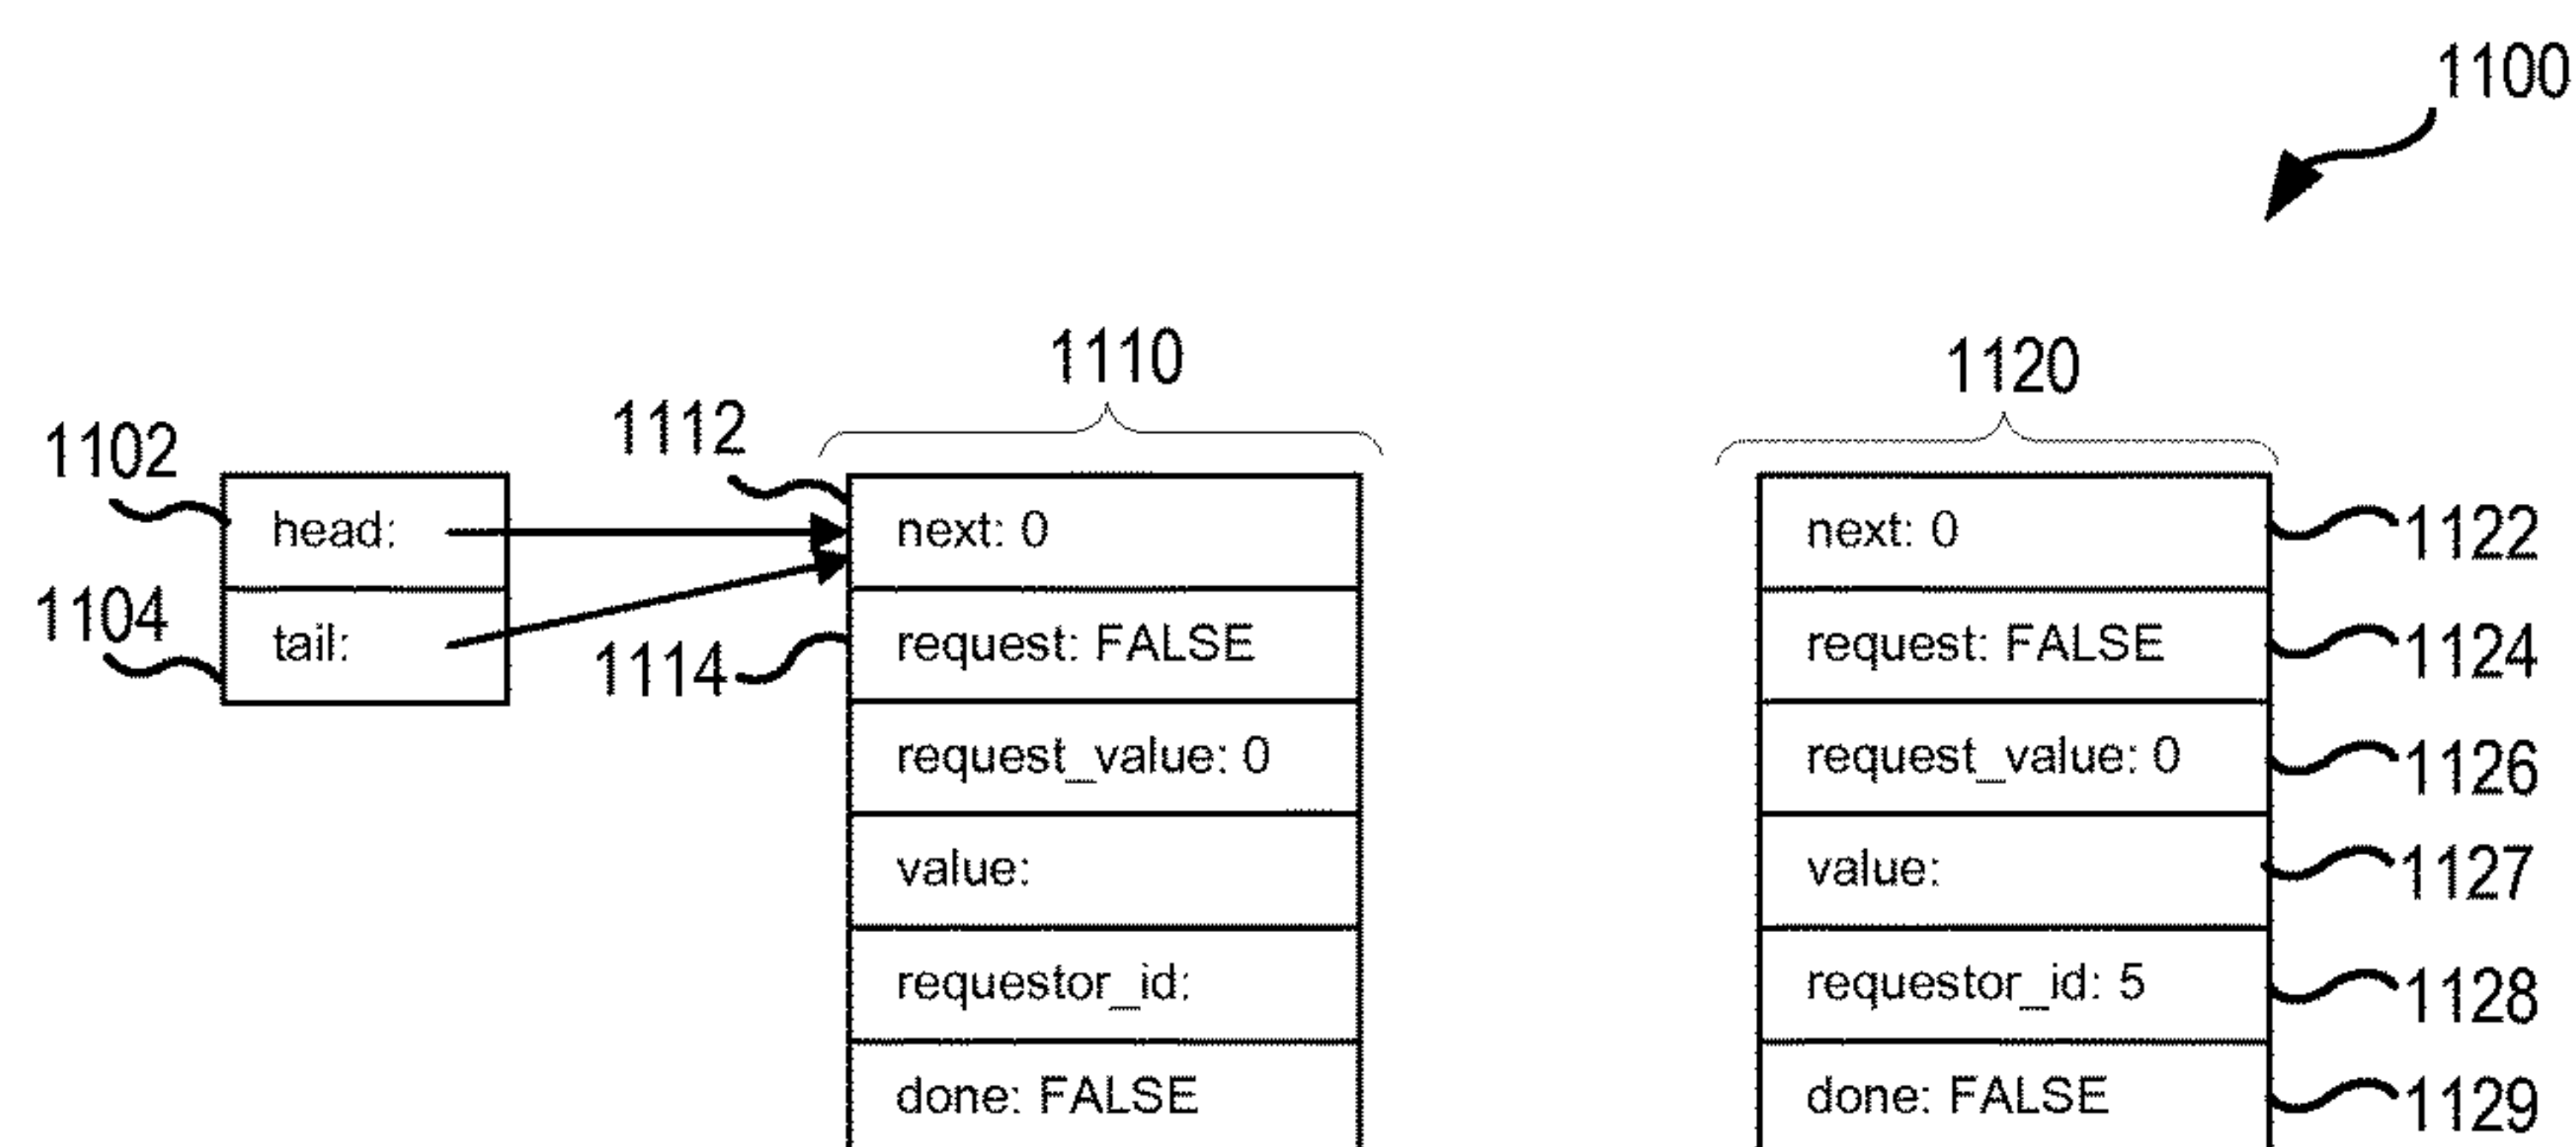 1100
1110
1120
1102
1112
head:
next: 0
next: 0
1122
1104
tail:
1114
request: FALSE
request: FALSE
1124
request_value: 0
request_value: 0
1126
value:
value:
1127
requestor_id:
requestor_id: 5
1128
done: FALSE
done: FALSE
1129